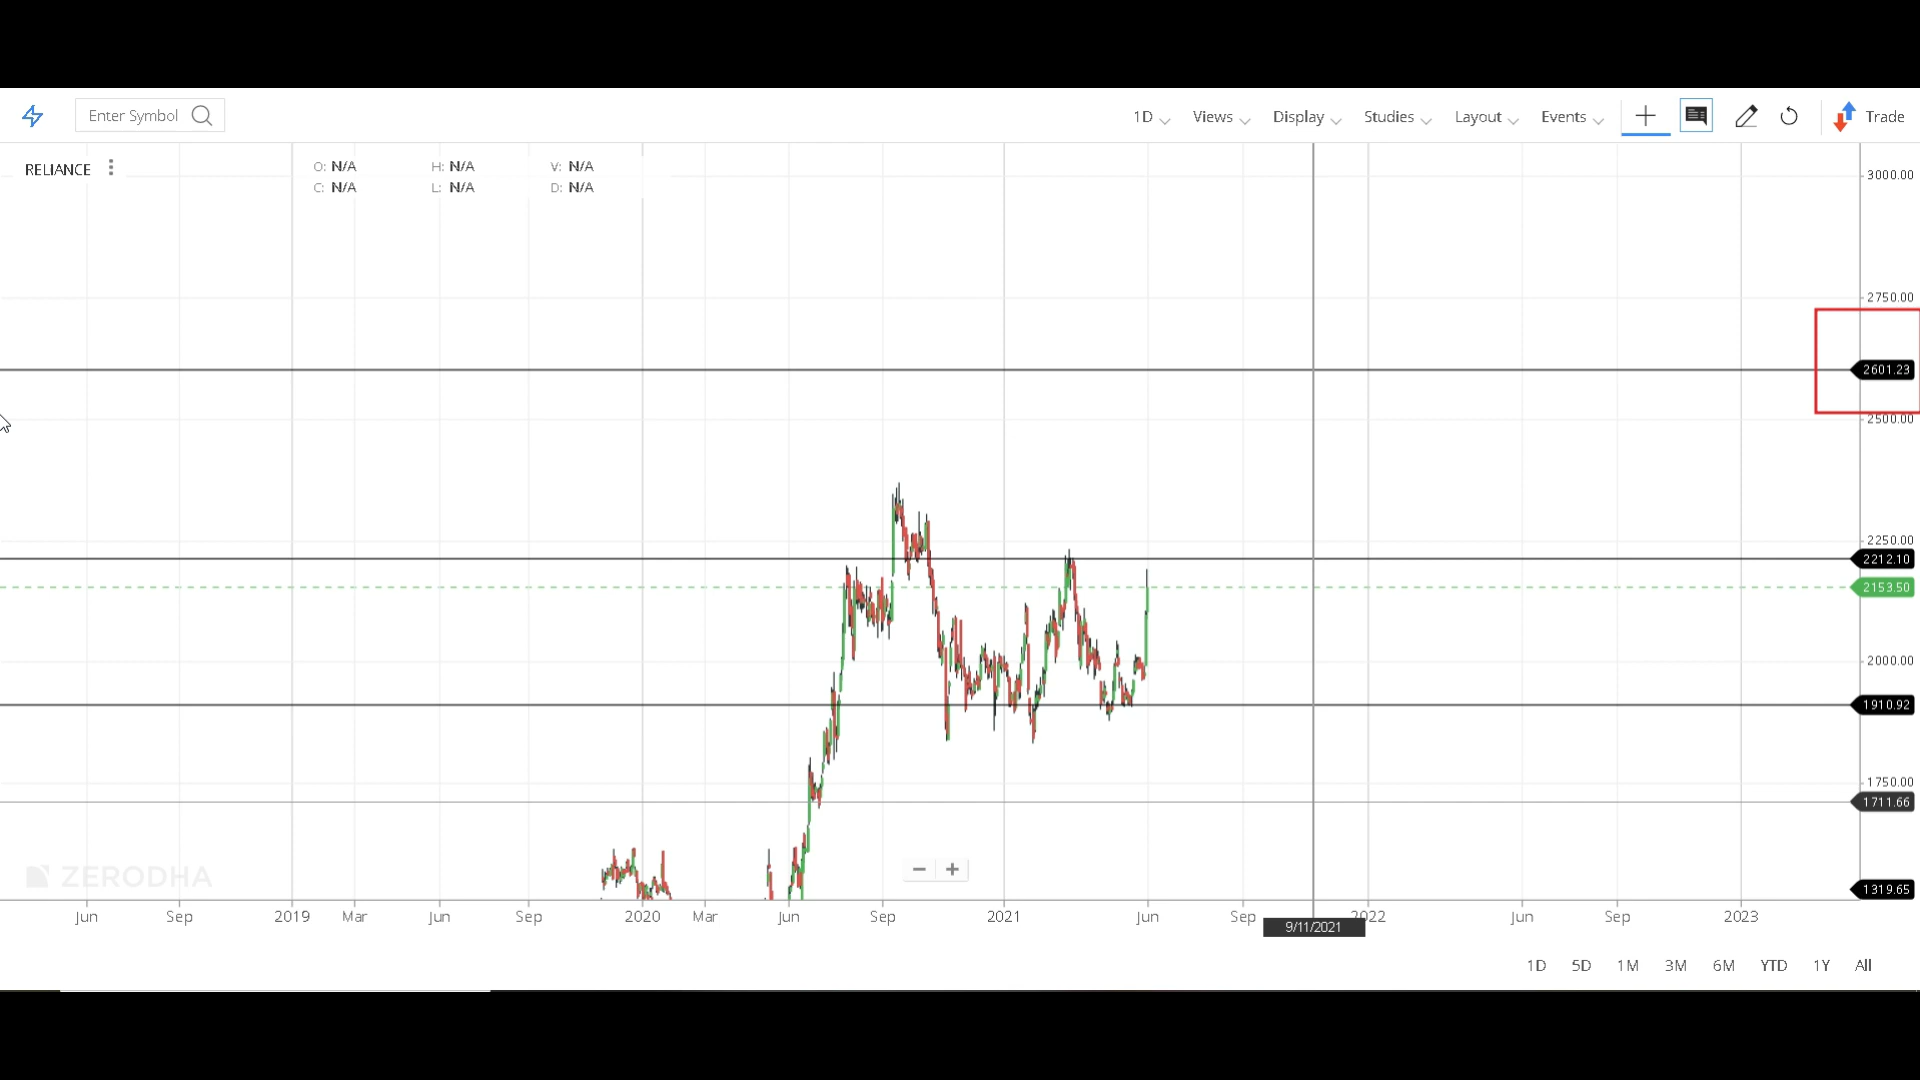 Enter Symbol 1D Views Display Studies Layout Events Trade
RELIANCE O: N/A H: N/A V: N/A
C: N/A L: N/A D: N/A
3000.00
2750.00
2601.23
2500.00
2250.00
2212.10
2153.50
2000.00
1910.92
1750.00
1711.66
ZERODHA
1319.65
Jun Sep 2019 Mar Jun Sep 2020 Mar Jun Sep 2021 Jun Sep 2022 Jun Sep 2023
9/11/2021
1D 5D 1M 3M 6M YTD 1Y All